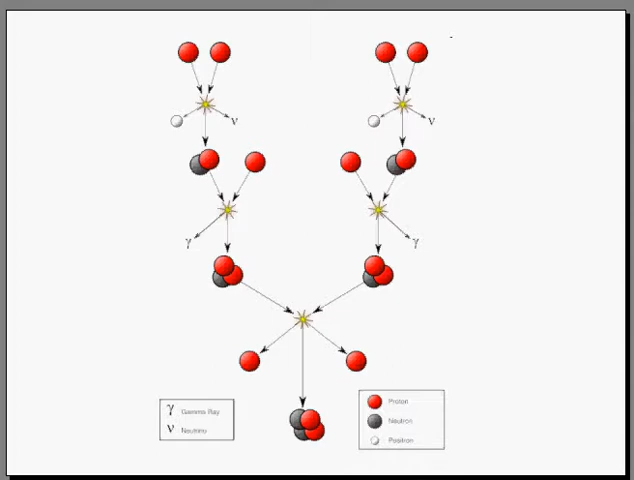 ν
ν
γ
γ
γ Gamma Ray
ν Neutrino
Proton
Neutron
Positron